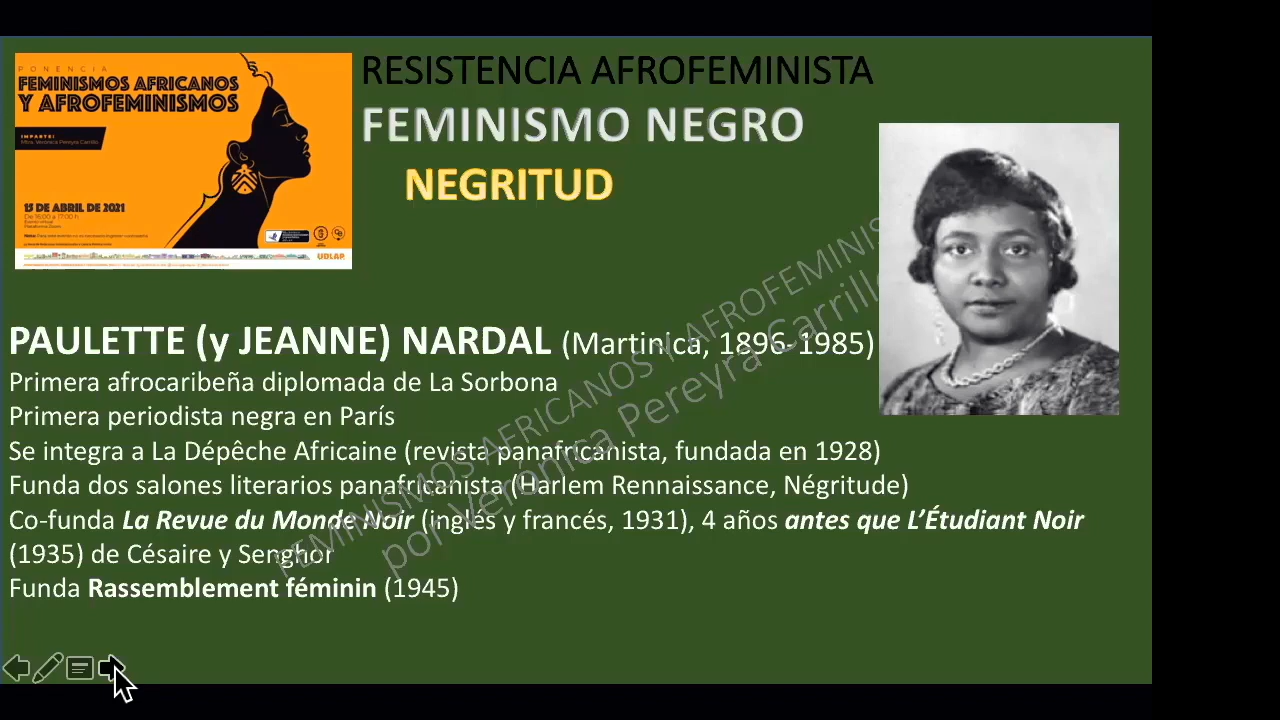 PONENCIA
FEMINISMOS AFRICANOS
Y AFROFEMINISMOS
IMPARTE:
Mtra. Verónica Pereyra Carrillo
15 DE ABRIL DE 2021
De 16:00 a 17:00 h
Evento virtual
Plataforma Zoom
UDLAP
RESISTENCIA AFROFEMINISTA
FEMINISMO NEGRO
NEGRITUD
PAULETTE (y JEANNE) NARDAL (Martinica, 1896-1985)
Primera afrocaribeña diplomada de La Sorbona
Primera periodista negra en París
Se integra a La Dépêche Africaine (revista panafricanista, fundada en 1928)
Funda dos salones literarios panafricanista (Harlem Rennaissance, Négritude)
Co-funda La Revue du Monde Noir (inglés y francés, 1931), 4 años antes que L’Étudiant Noir
(1935) de Césaire y Senghor
Funda Rassemblement féminin (1945)
FEMINISMOS AFRICANOS Y AFROFEMINIS
por Verónica Pereyra Carrillo